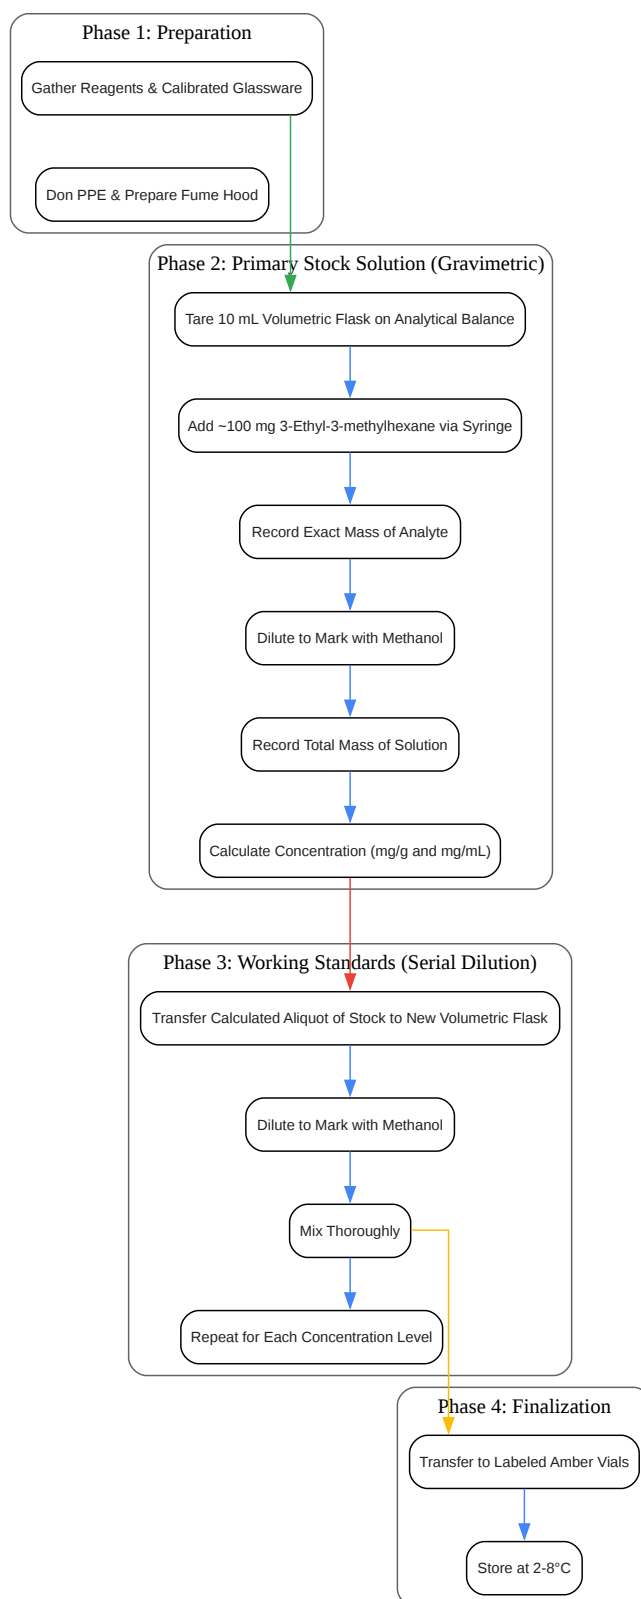 Phase 1: Preparation
Gather Reagents & Calibrated Glassware
Don PPE & Prepare Fume Hood
Phase 2: Primary Stock Solution (Gravimetric)
Tare 10 mL Volumetric Flask on Analytical Balance
Add ~100 mg 3-Ethyl-3-methylhexane via Syringe
Record Exact Mass of Analyte
Dilute to Mark with Methanol
Record Total Mass of Solution
Calculate Concentration (mg/g and mg/mL)
Phase 3: Working Standards (Serial Dilution)
Transfer Calculated Aliquot of Stock to New Volumetric Flask
Dilute to Mark with Methanol
Mix Thoroughly
Repeat for Each Concentration Level
Phase 4: Finalization
Transfer to Labeled Amber Vials
Store at 2-8°C